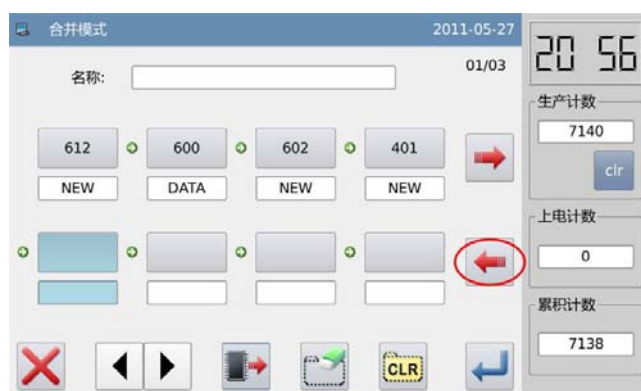 合并模式 2011-05-27
20 56
名称: 01/03
生产计数
7140
clr
612 600 602 401
NEW DATA NEW NEW
上电计数
0
累积计数
7138
CLR